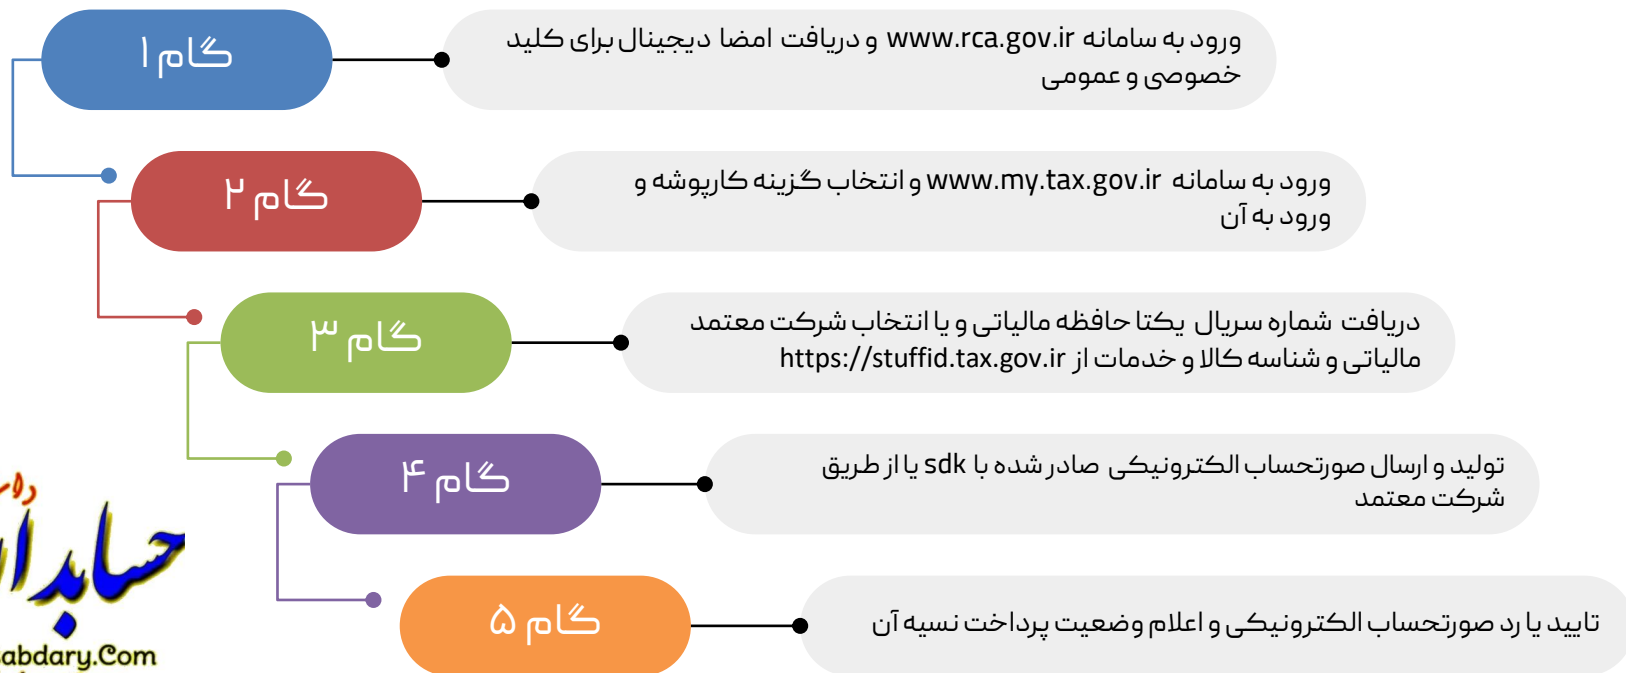 گام ۱
ورود به سامانه www.rca.gov.ir و دریافت امضا دیجینال برای کلید
خصوصی و عمومی
گام ۲
ورود به سامانه www.my.tax.gov.ir و انتخاب گزینه کارپوشه و
ورود به آن
گام ۳
دریافت شماره سریال یکتا حافظه مالیاتی و یا انتخاب شرکت معتمد
مالیاتی و شناسه کالا و خدمات از https://stuffid.tax.gov.ir
گام ۴
تولید و ارسال صورتحساب الکترونیکی صادر شده با sdk یا از طریق
شرکت معتمد
گام ۵
تایید یا رد صورتحساب الکترونیکی و اعلام وضعیت پرداخت نسیه آن
abdary.Com